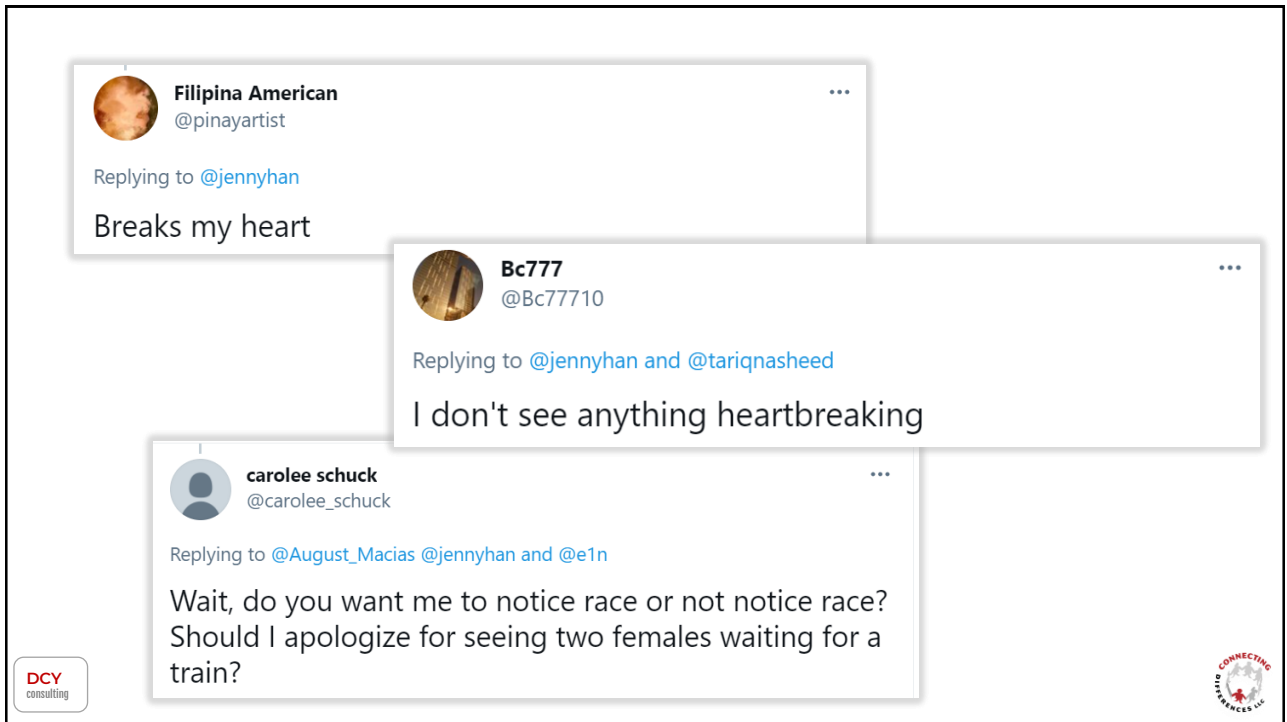 Filipina American
@pinayartist
Replying to @jennyhan
Breaks my heart
Bc777
@Bc77710
Replying to @jennyhan and @tariqnasheed
I don't see anything heartbreaking
carolee schuck
@carolee_schuck
Replying to @August_Macias @jennyhan and @e1n
Wait, do you want me to notice race or not notice race?
Should I apologize for seeing two females waiting for a
train?
DCY
consulting
CONNECTING
DIFFERENCES LLC